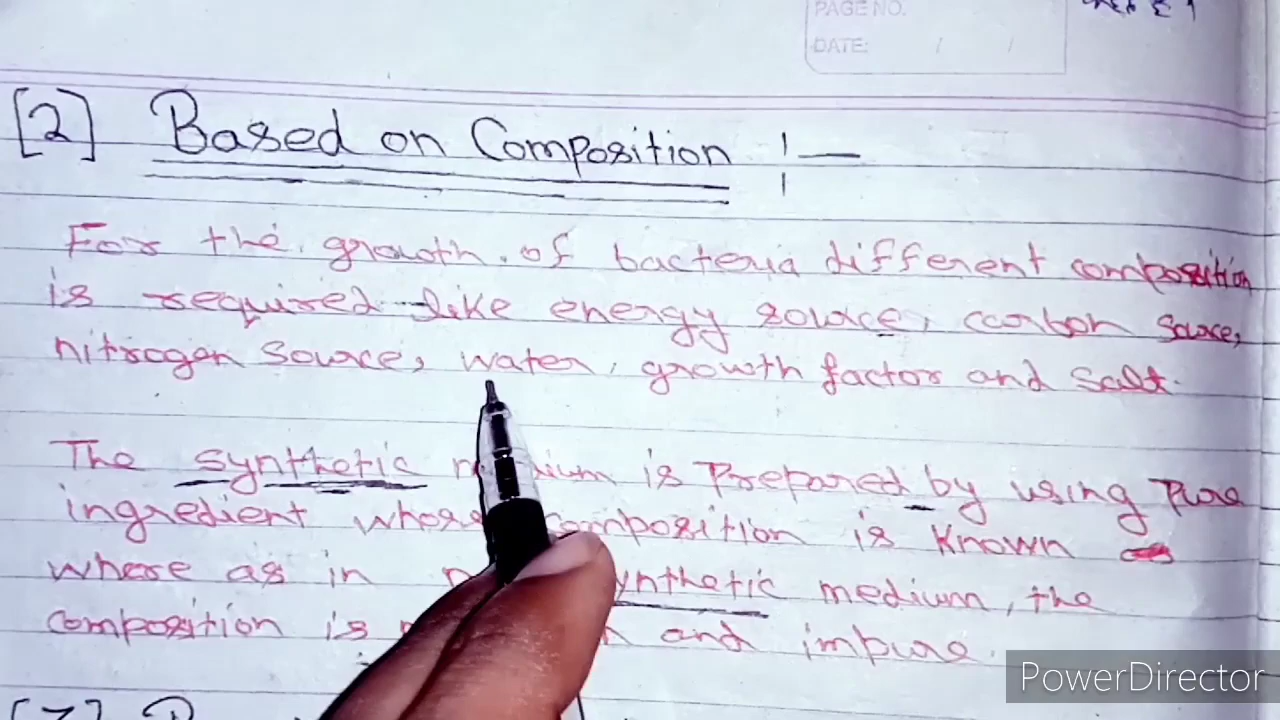 PAGE NO.
DATE: / /
[2] Based on Composition :-
For the growth of bacteria different composition
is required like energy source, carbon source,
nitrogen source, water, growth factor and salt.
The synthetic medium is prepared by using pure
ingredient whose composition is known
where as in synthetic medium, the
composition is and impure.
PowerDirector